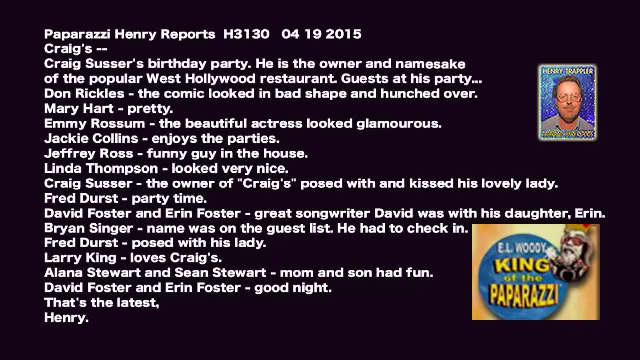 Paparazzi Henry Reports  H3130   04 19 2015
Craig's --
Craig Susser's birthday party. He is the owner and namesake
of the popular West Hollywood restaurant. Guests at his party...
Don Rickles - the comic looked in bad shape and hunched over.
Mary Hart - pretty.
Emmy Rossum - the beautiful actress looked glamourous.
Jackie Collins - enjoys the parties.
Jeffrey Ross - funny guy in the house.
Linda Thompson - looked very nice.
Craig Susser - the owner of "Craig's" posed with and kissed his lovely lady.
Fred Durst - party time.
David Foster and Erin Foster - great songwriter David was with his daughter, Erin.
Bryan Singer - name was on the guest list. He had to check in.
Fred Durst - posed with his lady.
Larry King - loves Craig's.
Alana Stewart and Sean Stewart - mom and son had fun.
David Foster and Erin Foster - good night.
That's the latest,
Henry.
HENRY TRAPPLER
E.L. WOODY
KING
of the
PAPARAZZI